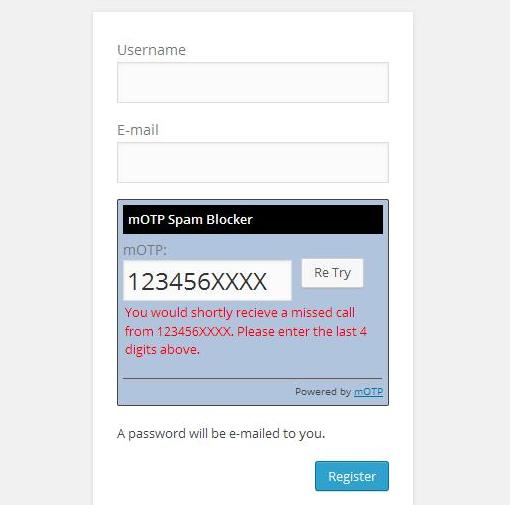 Username
E-mail
mOTP Spam Blocker
mOTP:
123456XXXX
Re Try
You would shortly recieve a missed call
from 123456XXXX. Please enter the last 4
digits above.
Powered by mOTP
A password will be e-mailed to you.
Register